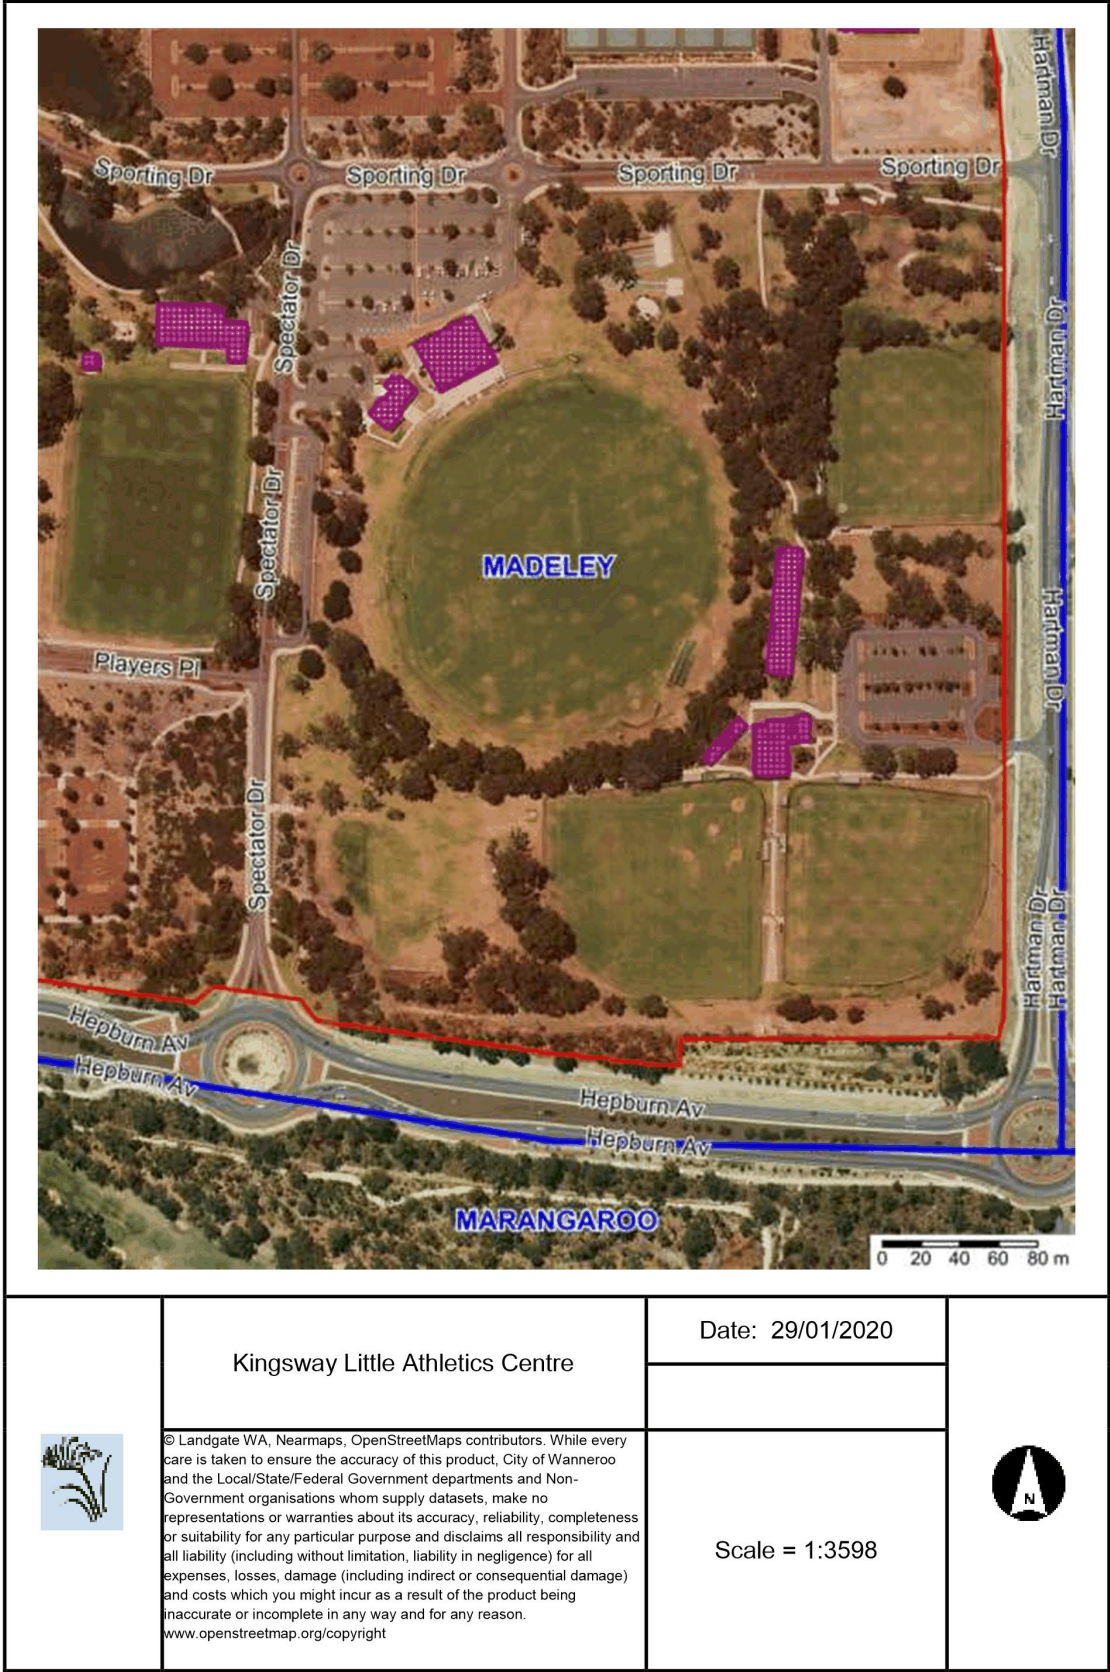 Hartman Dr
Sporting Dr
Sporting Dr
Sporting Dr
Sporting Dr
Spectator Dr
Hartman Dr
Spectator Dr
MADELEY
Hartman Dr
Players Pl
Spectator Dr
Hartman Dr
Hartman Dr
Hepburn Av
Hepburn Av
Hepburn Av
Hepburn Av
MARANGAROO
0 20 40 60 80 m
Kingsway Little Athletics Centre
Date: 29/01/2020
© Landgate WA, Nearmaps, OpenStreetMaps contributors. While every
care is taken to ensure the accuracy of this product, City of Wanneroo
and the Local/State/Federal Government departments and Non-
Government organisations whom supply datasets, make no
representations or warranties about its accuracy, reliability, completeness
or suitability for any particular purpose and disclaims all responsibility and
all liability (including without limitation, liability in negligence) for all
expenses, losses, damage (including indirect or consequential damage)
and costs which you might incur as a result of the product being
inaccurate or incomplete in any way and for any reason.
www.openstreetmap.org/copyright
Scale = 1:3598
N